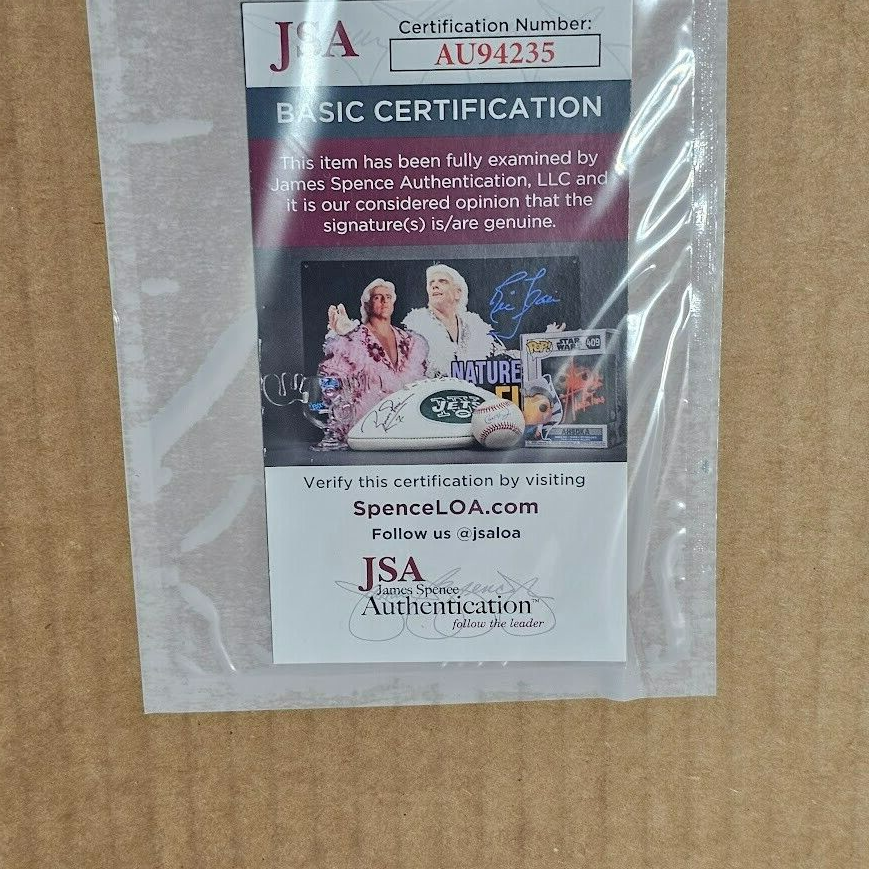 JSA
Certification Number:
AU94235
BASIC CERTIFICATION
This item has been fully examined by
James Spence Authentication, LLC and
it is our considered opinion that the
signature(s) is/are genuine.
NATURE
POP!
STAR WARS
409
JETS
AHSOKA
Verify this certification by visiting
SpenceLOA.com
Follow us @jsaloa
JSA
James Spence
Authentication™
follow the leader